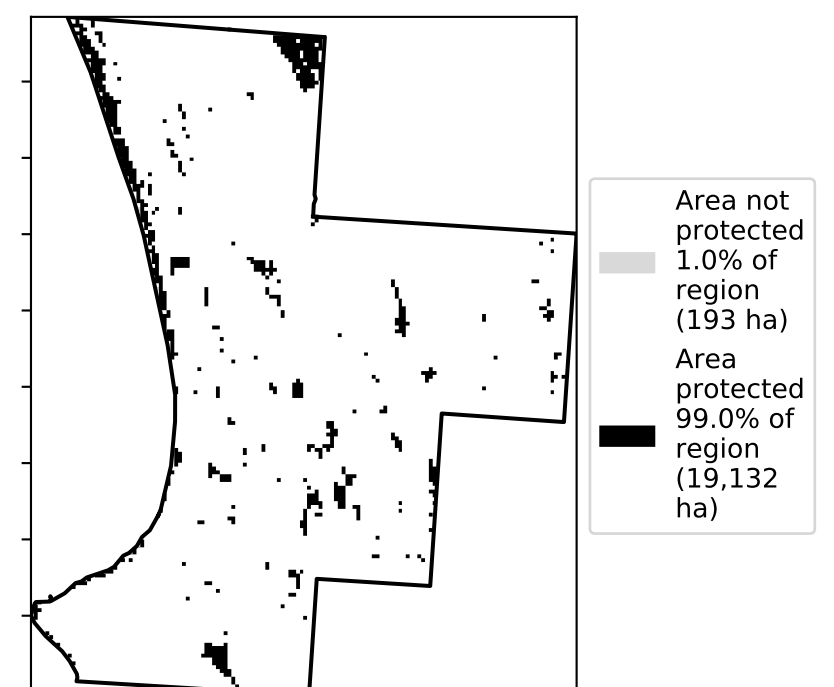 Area not
protected
1.0% of
region
(193 ha)
Area
protected
99.0% of
region
(19,132
ha)